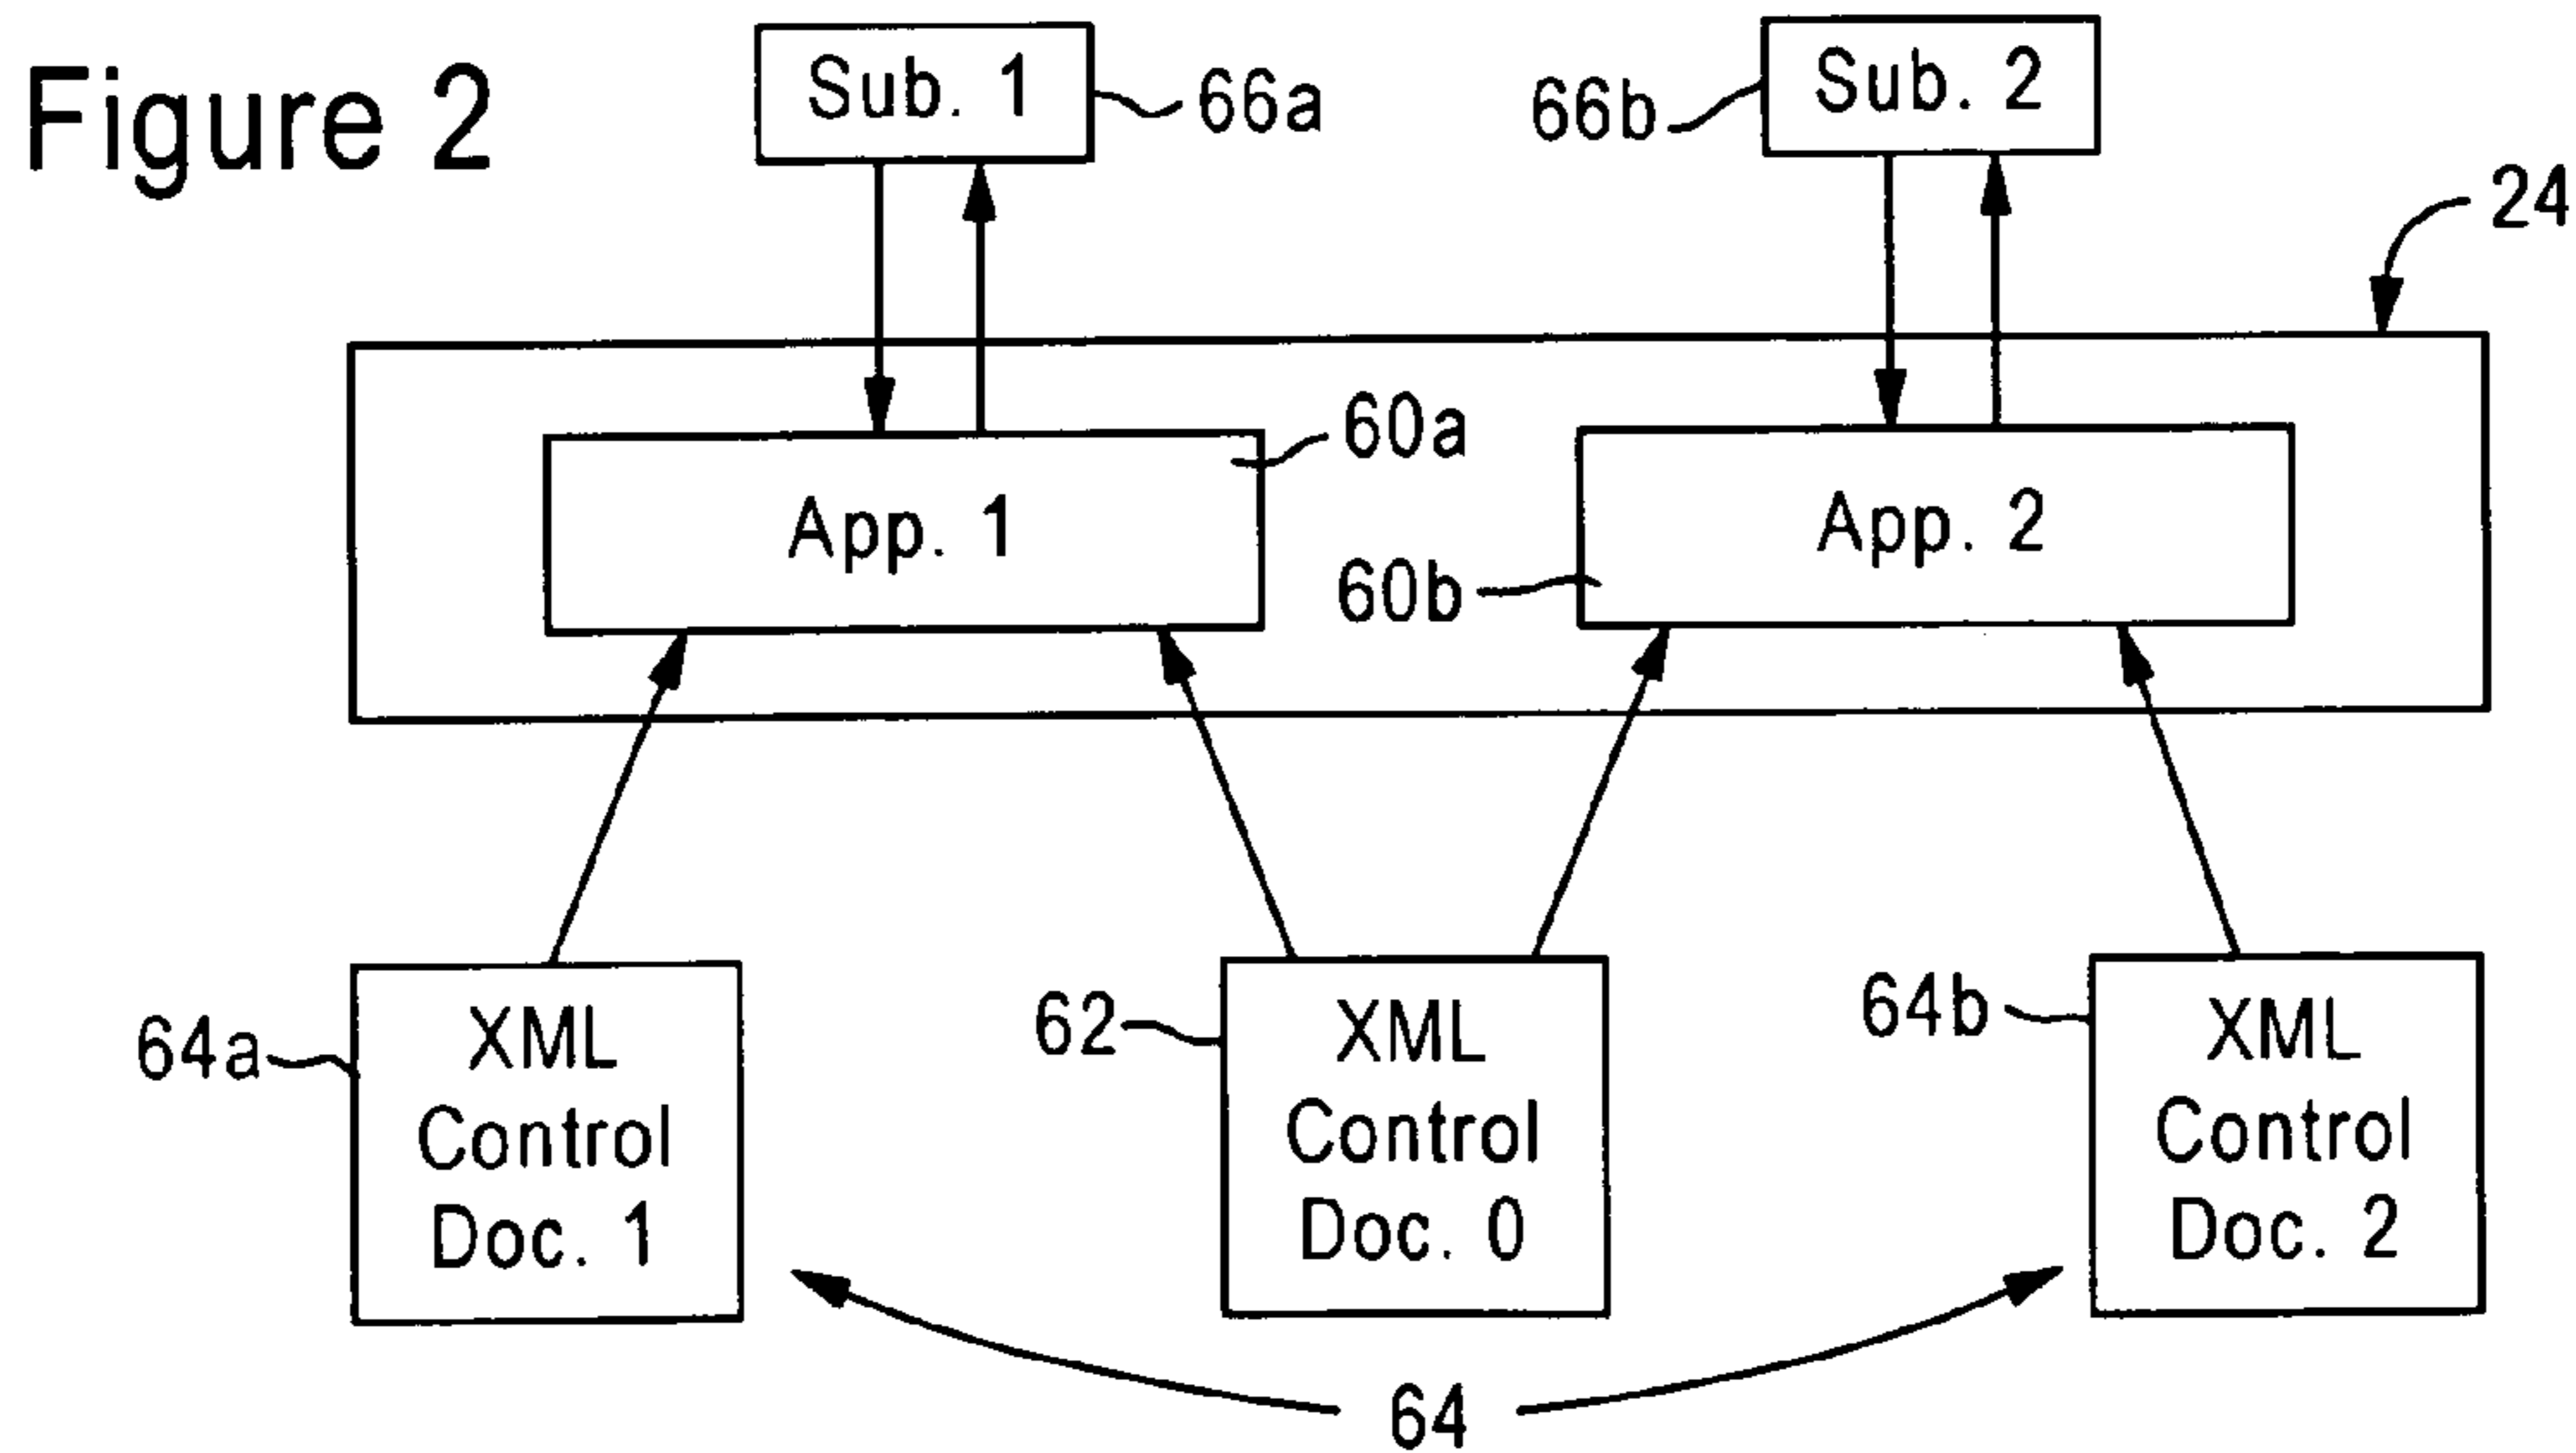 Figure 2
Sub. 1
66a
66b
Sub. 2
24
60a
App. 1
60b
App. 2
64a
XML
Control
Doc. 1
62
XML
Control
Doc. 0
64b
XML
Control
Doc. 2
64